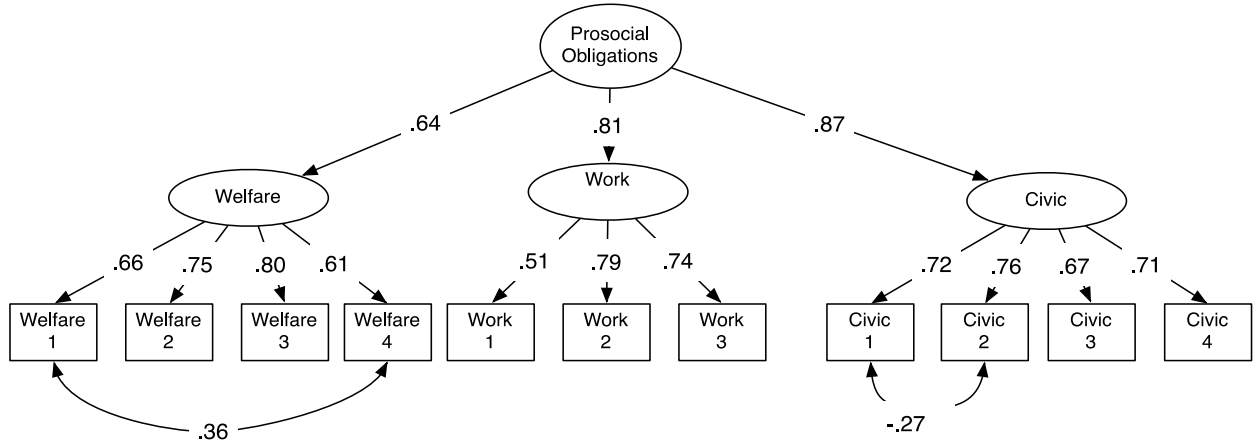 Prosocial
Obligations
.64
.81
.87
Welfare
Work
Civic
.66
.75
.80
.61
.51
.79
.74
.72
.76
.67
.71
Welfare
1
Welfare
2
Welfare
3
Welfare
4
Work
1
Work
2
Work
3
Civic
1
Civic
2
Civic
3
Civic
4
.36
-.27